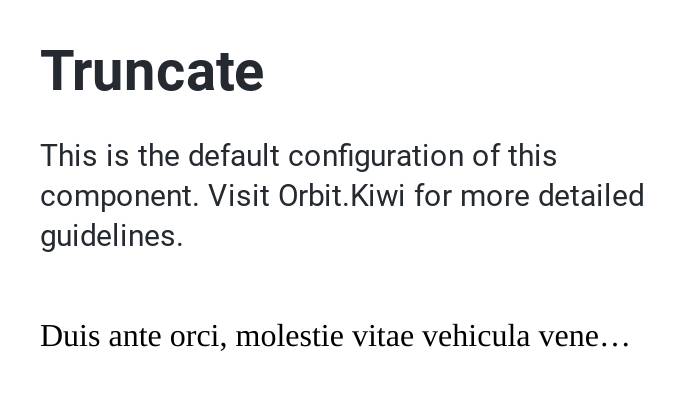 Truncate
This is the default configuration of this
component. Visit Orbit.Kiwi for more detailed
guidelines.
Duis ante orci, molestie vitae vehicula vene…